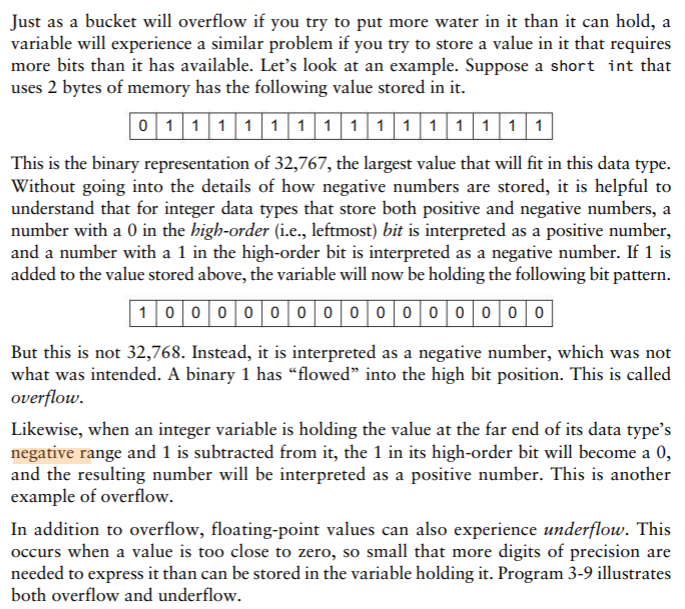 Just as a bucket will overflow if you try to put more water in it than it can hold, a
variable will experience a similar problem if you try to store a value in it that requires
more bits than it has available. Let's look at an example. Suppose a short int that
uses 2 bytes of memory has the following value stored in it.
0 1 1 1 1 1 1 1 1 1 1 1 1 1 1 1
This is the binary representation of 32,767, the largest value that will fit in this data type.
Without going into the details of how negative numbers are stored, it is helpful to
understand that for integer data types that store both positive and negative numbers, a
number with a 0 in the high-order (i.e., leftmost) bit is interpreted as a positive number,
and a number with a 1 in the high-order bit is interpreted as a negative number. If 1 is
added to the value stored above, the variable will now be holding the following bit pattern.
1 0 0 0 0 0 0 0 0 0 0 0 0 0 0 0
But this is not 32,768. Instead, it is interpreted as a negative number, which was not
what was intended. A binary 1 has “flowed” into the high bit position. This is called
overflow.
Likewise, when an integer variable is holding the value at the far end of its data type's
negative range and 1 is subtracted from it, the 1 in its high-order bit will become a 0,
and the resulting number will be interpreted as a positive number. This is another
example of overflow.
In addition to overflow, floating-point values can also experience underflow. This
occurs when a value is too close to zero, so small that more digits of precision are
needed to express it than can be stored in the variable holding it. Program 3-9 illustrates
both overflow and underflow.